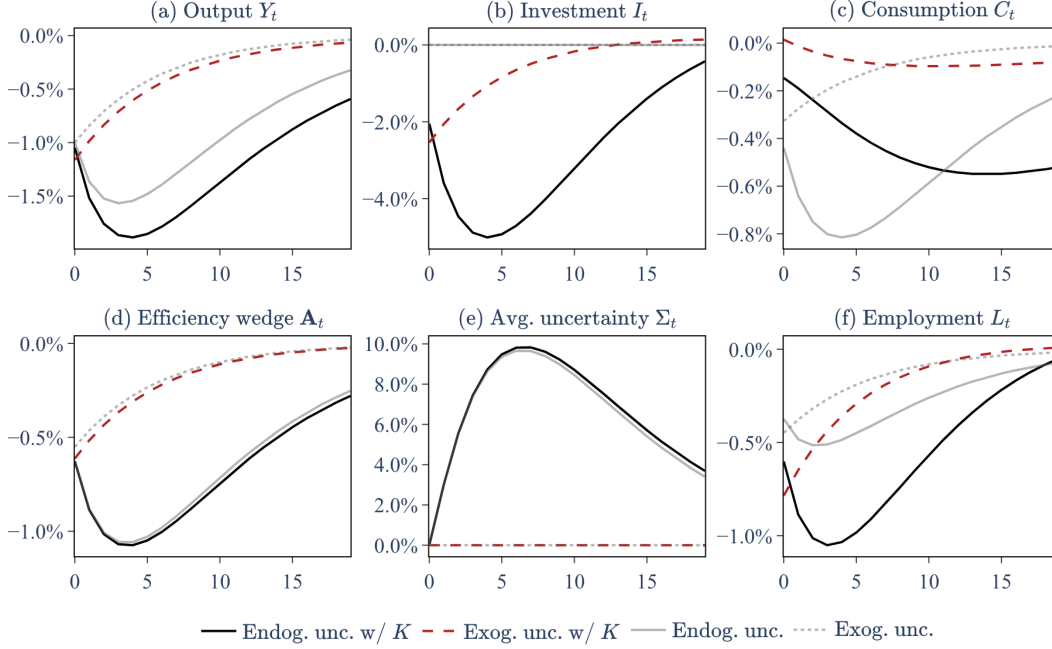 (a) Output Y_t
(b) Investment I_t
(c) Consumption C_t
0.0%
−0.5%
−1.0%
−1.5%
0 5 10 15
0.0%
−2.0%
−4.0%
0 5 10 15
0.0%
−0.2%
−0.4%
−0.6%
−0.8%
0 5 10 15
(d) Efficiency wedge A_t
(e) Avg. uncertainty Σ_t
(f) Employment L_t
0.0%
−0.5%
−1.0%
0 5 10 15
10.0%
8.0%
6.0%
4.0%
2.0%
0.0%
0 5 10 15
0.0%
−0.5%
−1.0%
0 5 10 15
Endog. unc. w/ K Exog. unc. w/ K Endog. unc. Exog. unc.